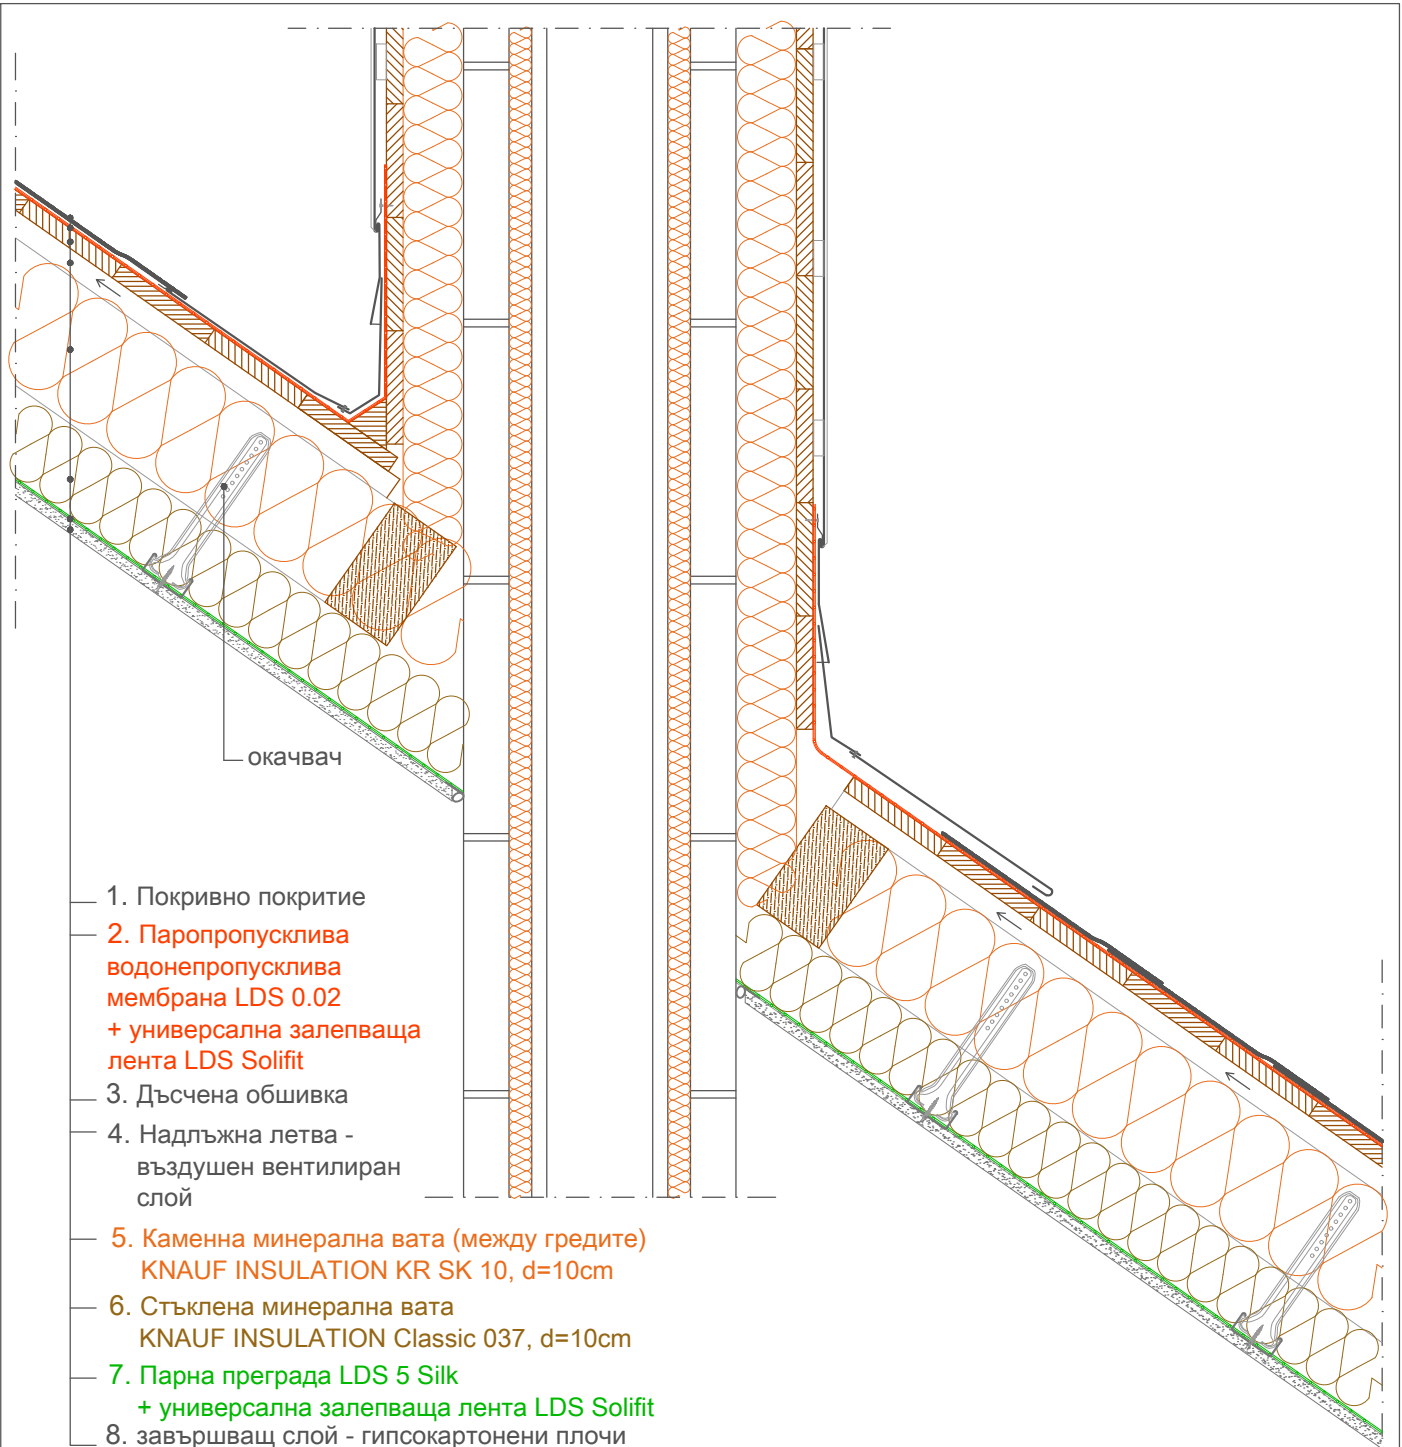 окачвач
1. Покривно покритие
2. Паропропусклива
водонепропусклива
мембрана LDS 0.02
+ универсална залепваща
лента LDS Solifit
3. Дъсчена обшивка
4. Надлъжна летва -
въздушен вентилиран
слой
5. Каменна минерална вата (между гредите)
KNAUF INSULATION KR SK 10, d=10cm
6. Стъклена минерална вата
KNAUF INSULATION Classic 037, d=10cm
7. Парна преграда LDS 5 Silk
+ универсална залепваща лента LDS Solifit
8. завършващ слой - гипсокартонени плочи